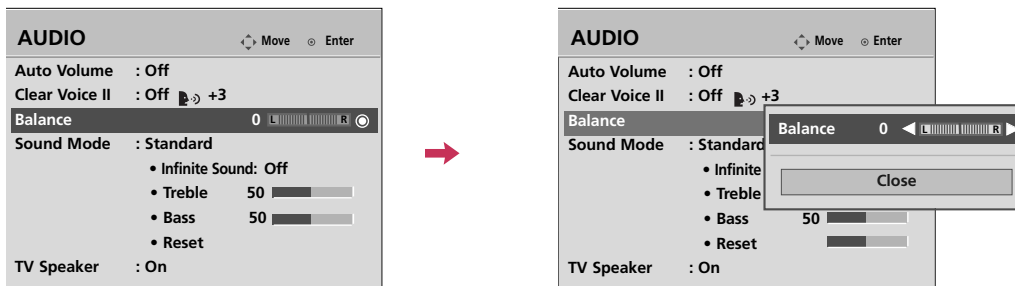 AUDIO
Move Enter
Auto Volume : Off
Clear Voice II : Off +3
Balance 0 L R
Sound Mode : Standard
• Infinite Sound: Off
• Treble 50
• Bass 50
• Reset
TV Speaker : On
AUDIO
Move Enter
Auto Volume : Off
Clear Voice II : Off +3
Balance
Sound Mode : Standard
• Infinite
• Treble
• Bass 50
• Reset
TV Speaker : On
Balance 0 L R
Close